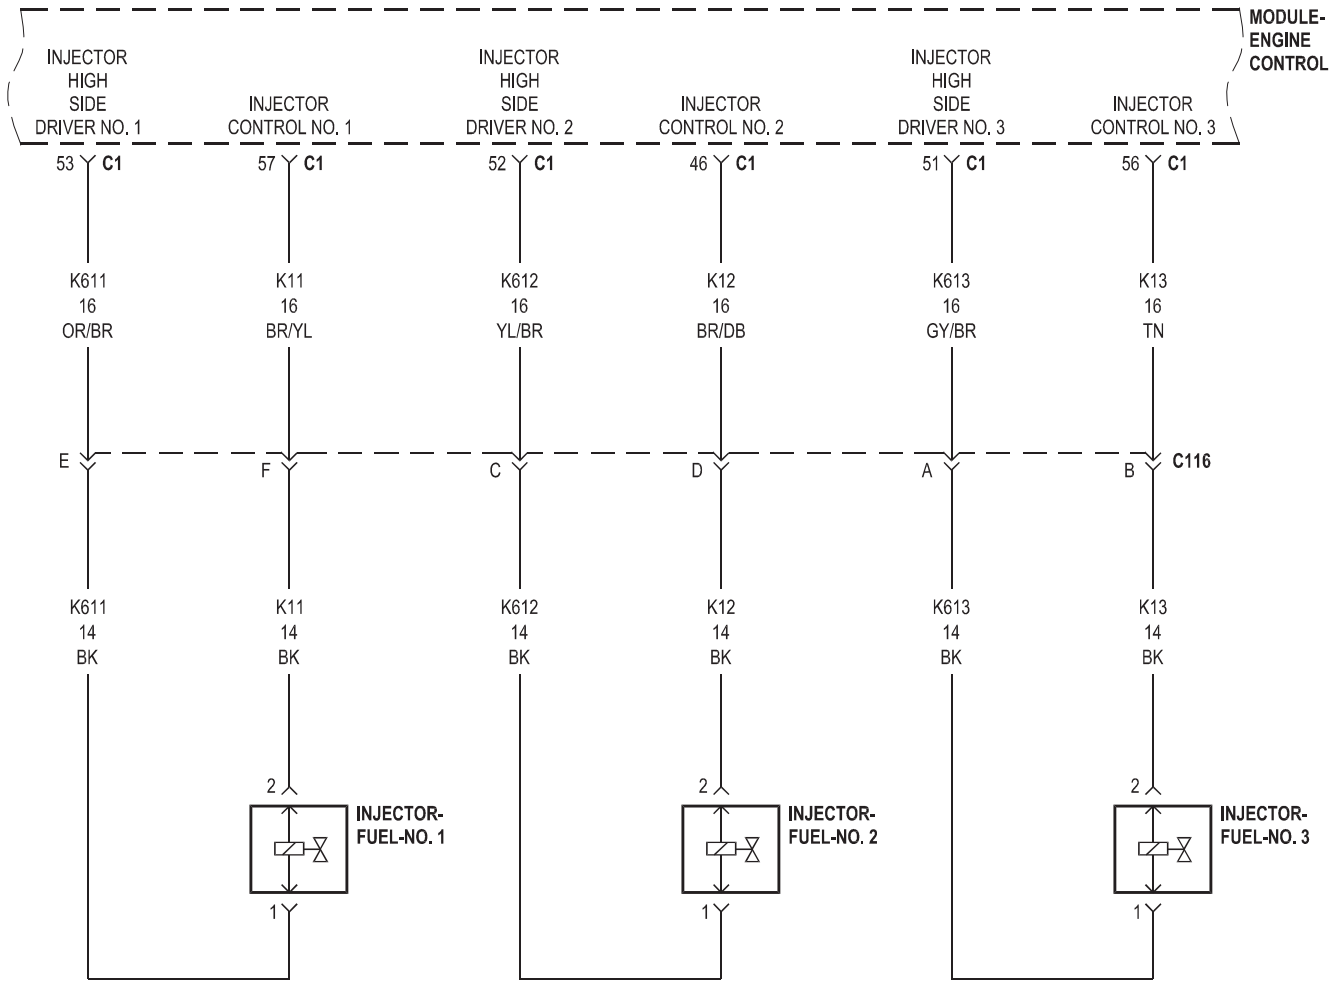 MODULE-
ENGINE
CONTROL
INJECTOR
HIGH
SIDE
DRIVER NO. 1
INJECTOR
CONTROL NO. 1
INJECTOR
HIGH
SIDE
DRIVER NO. 2
INJECTOR
CONTROL NO. 2
INJECTOR
HIGH
SIDE
DRIVER NO. 3
INJECTOR
CONTROL NO. 3
53 C1 57 C1 52 C1 46 C1 51 C1 56 C1
K611 K11 K612 K12 K613 K13
16 16 16 16 16 16
OR/BR BR/YL YL/BR BR/DB GY/BR TN
E F C D A B C116
K611 K11 K612 K12 K613 K13
14 14 14 14 14 14
BK BK BK BK BK BK
2 2 2
INJECTOR-
FUEL-NO. 1
INJECTOR-
FUEL-NO. 2
INJECTOR-
FUEL-NO. 3
1 1 1